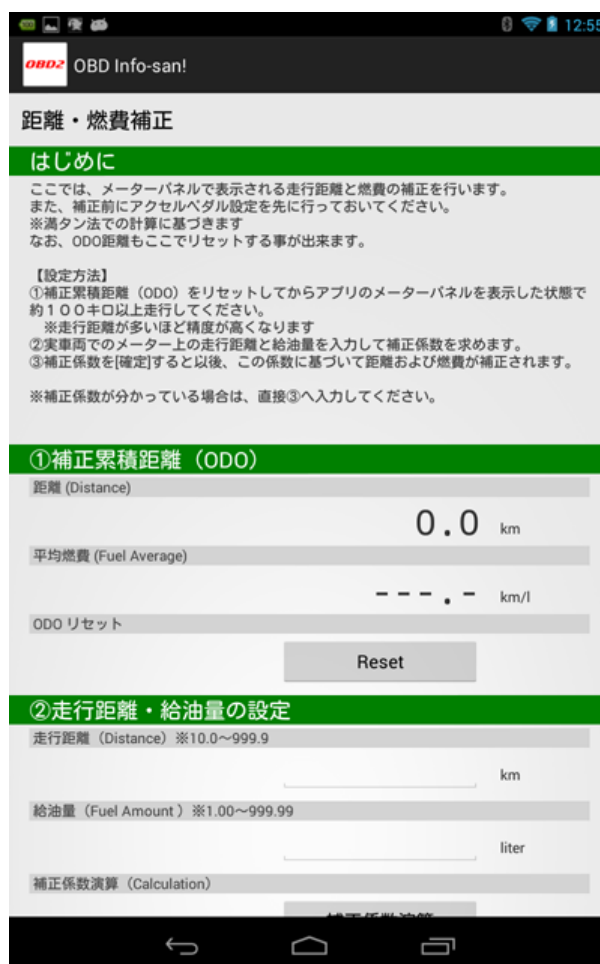 12:55
OBD2 OBD Info-san!
距離・燃費補正
はじめに
ここでは、メーターパネルで表示される走行距離と燃費の補正を行います。
また、補正前にアクセルペダル設定を先に行っておいてください。
※満タン法での計算に基づきます
なお、ODO距離もここでリセットする事が出来ます。
【設定方法】
①補正累積距離（ODO）をリセットしてからアプリのメーターパネルを表示した状態で
約１００キロ以上走行してください。
※走行距離が多いほど精度が高くなります
②実車両でのメーター上の走行距離と給油量を入力して補正係数を求めます。
③補正係数を[確定]すると以後、この係数に基づいて距離および燃費が補正されます。
※補正係数が分かっている場合は、直接③へ入力してください。
①補正累積距離（ODO）
距離 (Distance)
0.0 km
平均燃費 (Fuel Average)
---.- km/l
ODO リセット
Reset
②走行距離・給油量の設定
走行距離（Distance）※10.0～999.9
km
給油量（Fuel Amount ）※1.00～999.99
liter
補正係数演算（Calculation）